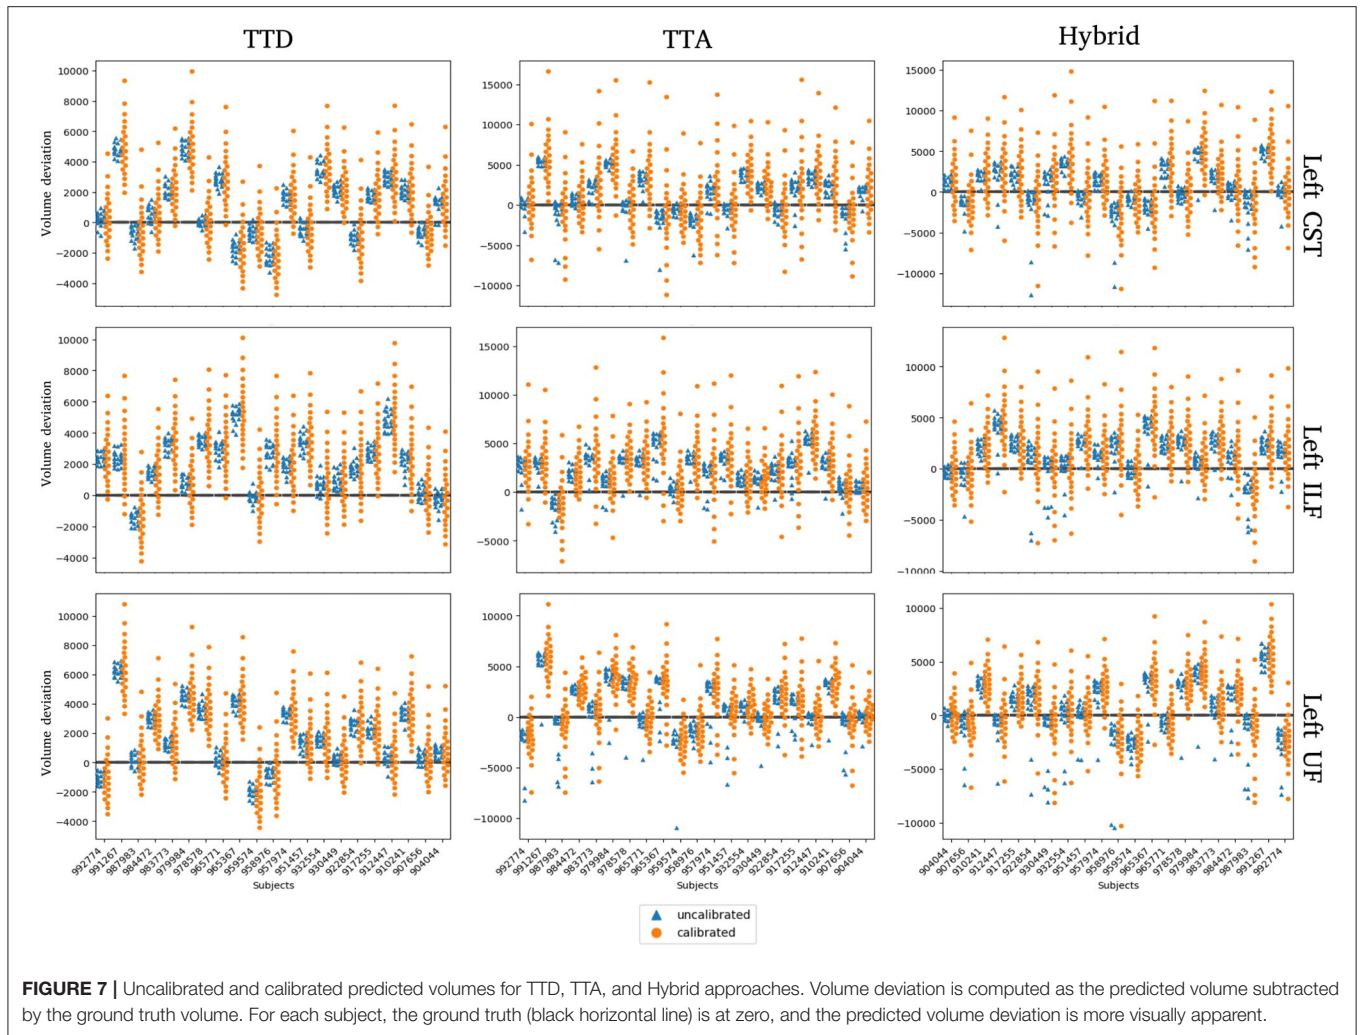 TTD
TTA
Hybrid
Volume deviation
10000
8000
6000
4000
2000
0
−2000
−4000
15000
10000
5000
0
−5000
−10000
15000
10000
5000
0
−5000
−10000
Left CST
Volume deviation
10000
8000
6000
4000
2000
0
−2000
−4000
15000
10000
5000
0
−5000
10000
5000
0
−5000
−10000
Left ILF
Volume deviation
10000
8000
6000
4000
2000
0
−2000
−4000
10000
5000
0
−5000
−10000
10000
5000
0
−5000
−10000
Left UF
992774 991267 987983 984472 983773 979984 978578 965771 965367 959574 958976 957974 951457 932554 930449 922854 917255 912447 910241 907656 904044
Subjects
992774 991267 987983 984472 983773 979984 978578 965771 965367 959574 958976 957974 951457 932554 930449 922854 917255 912447 910241 907656 904044
Subjects
904044 907656 910241 912447 917255 922854 930449 932554 951457 957974 958976 959574 965367 965771 978578 979984 983773 984472 987983 991267 992774
Subjects
uncalibrated
calibrated
FIGURE 7 | Uncalibrated and calibrated predicted volumes for TTD, TTA, and Hybrid approaches. Volume deviation is computed as the predicted volume subtracted
by the ground truth volume. For each subject, the ground truth (black horizontal line) is at zero, and the predicted volume deviation is more visually apparent.